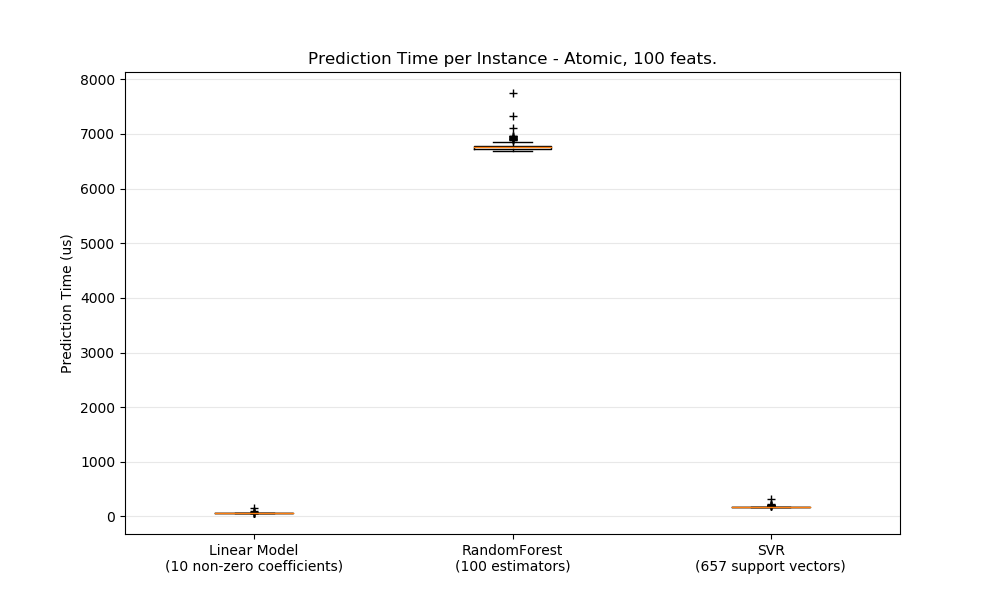 Prediction Time per Instance - Atomic, 100 feats.
8000
7000
6000
5000
4000
3000
2000
1000
0
Prediction Time (us)
Linear Model
(10 non-zero coefficients)
RandomForest
(100 estimators)
SVR
(657 support vectors)